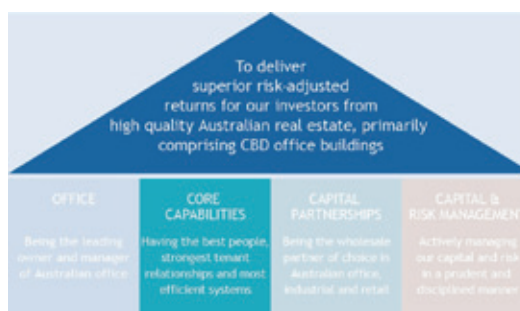 To deliver
superior risk-adjusted
returns for our investors from
high quality Australian real estate, primarily
comprising CBD office buildings
OFFICE
Being the leading
owner and manager
of Australian office
CORE
CAPABILITIES
Having the best people,
strongest tenant
relationships and most
efficient systems
CAPITAL
PARTNERSHIPS
Being the wholesale
partner of choice in
Australian office,
industrial and retail
CAPITAL &
RISK MANAGEMENT
Actively managing
our capital and risk
in a prudent and
disciplined manner